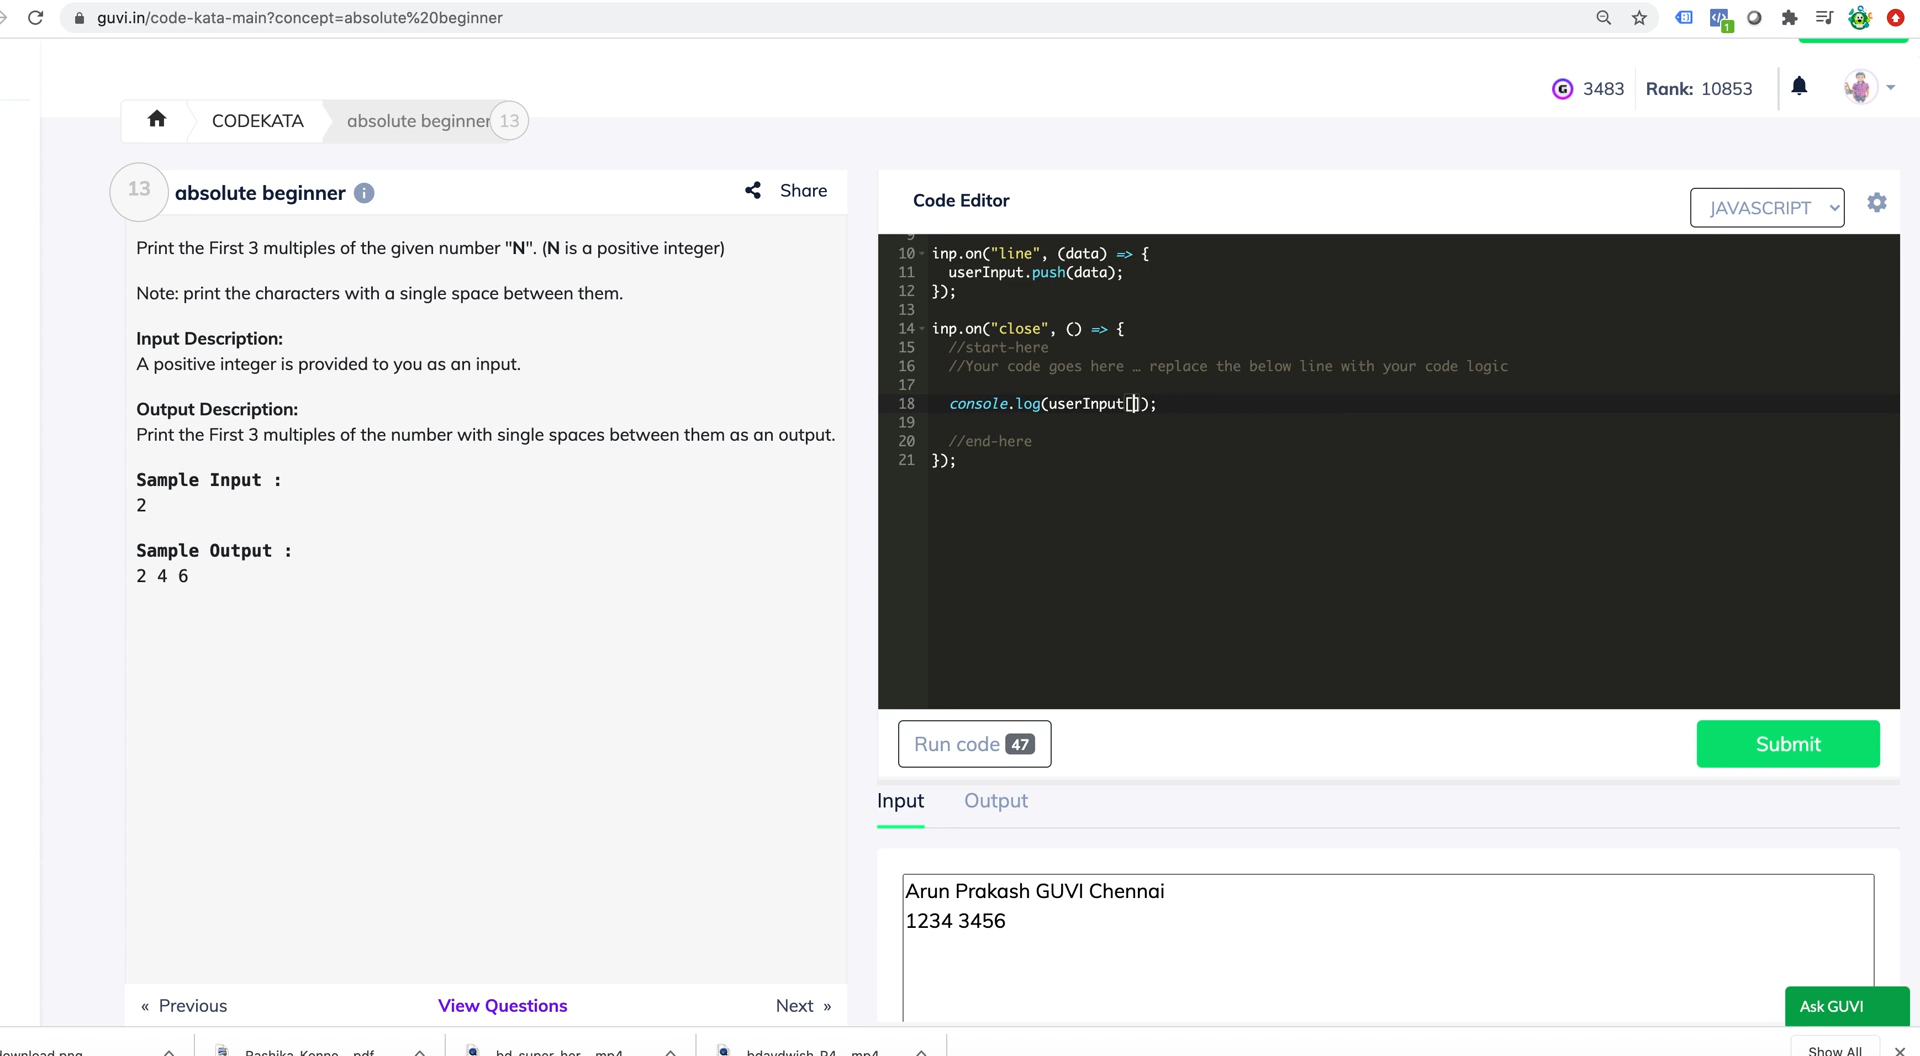 guvi.in/code-kata-main?concept=absolute%20beginner
1
G 3483 Rank: 10853
CODEKATA absolute beginner 13
13 absolute beginner i Share
Print the First 3 multiples of the given number "N". (N is a positive integer)
Note: print the characters with a single space between them.
Input Description:
A positive integer is provided to you as an input.
Output Description:
Print the First 3 multiples of the number with single spaces between them as an output.
Sample Input :
2
Sample Output :
2 4 6
« Previous View Questions Next »
Code Editor JAVASCRIPT
9
10 inp.on("line", (data) => {
11 userInput.push(data);
12 });
13
14 inp.on("close", () => {
15 //start-here
16 //Your code goes here … replace the below line with your code logic
17
18 console.log(userInput[]);
19
20 //end-here
21 });
Run code 47 Submit
Input Output
Arun Prakash GUVI Chennai
1234 3456
Ask GUVI
Show All